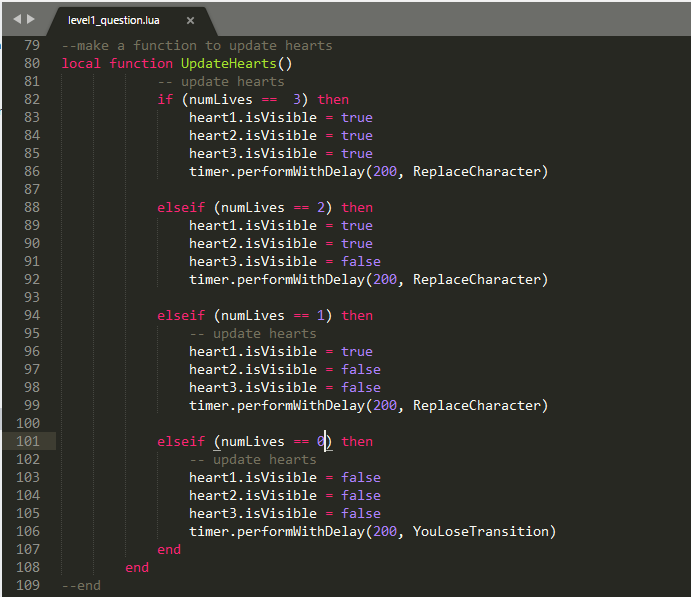 level1_question.lua ×
79 --make a function to update hearts
80 local function UpdateHearts()
81 -- update hearts
82 if (numLives ==  3) then
83 heart1.isVisible = true
84 heart2.isVisible = true
85 heart3.isVisible = true
86 timer.performWithDelay(200, ReplaceCharacter)
87
88 elseif (numLives == 2) then
89 heart1.isVisible = true
90 heart2.isVisible = true
91 heart3.isVisible = false
92 timer.performWithDelay(200, ReplaceCharacter)
93
94 elseif (numLives == 1) then
95 -- update hearts
96 heart1.isVisible = true
97 heart2.isVisible = false
98 heart3.isVisible = false
99 timer.performWithDelay(200, ReplaceCharacter)
100
101 elseif (numLives == 0) then
102 -- update hearts
103 heart1.isVisible = false
104 heart2.isVisible = false
105 heart3.isVisible = false
106 timer.performWithDelay(200, YouLoseTransition)
107 end
108 end
109 --end